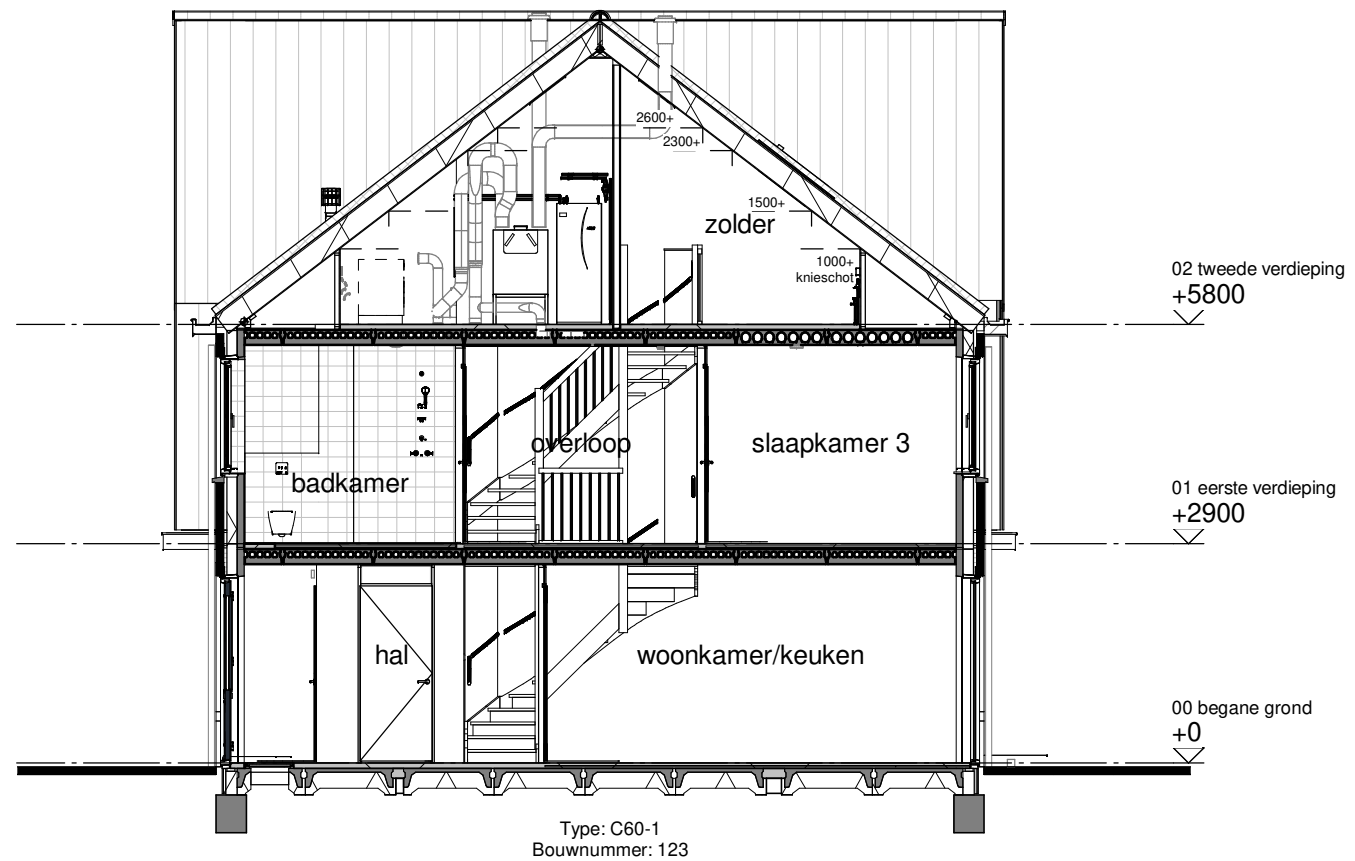 2600+
2300+
1500+
zolder
1000+
knieschot
02 tweede verdieping
+5800
overloop
slaapkamer 3
badkamer
01 eerste verdieping
+2900
hal
woonkamer/keuken
00 begane grond
+0
Type: C60-1
Bouwnummer: 123